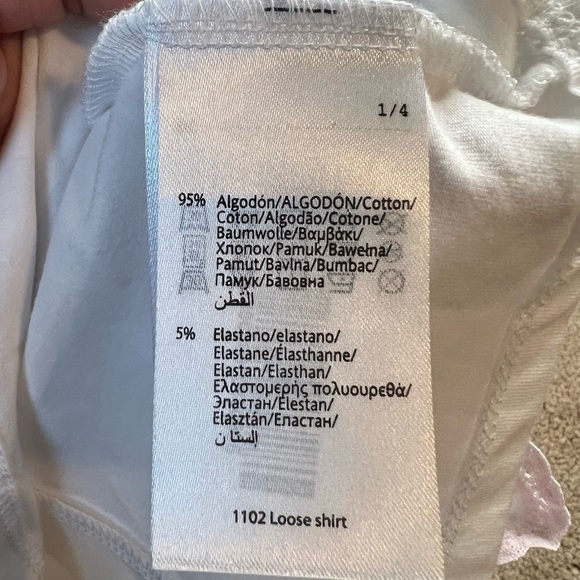 1/4
95% Algodón/ALGODÓN/Cotton/
Coton/Algodão/Cotone/
Baumwolle/Βαμβάκι/
Хлопок/Pamuk/Bawełna/
Pamut/Bavlna/Bumbac/
Памук/Бавовна
القطن
5% Elastano/elastano/
Elastane/Élasthanne/
Elastan/Elasthan/
Ελαστομερής πολυουρεθά/
Эластан/Elestan/
Elasztán/Еластан/
الستان
1102 Loose shirt